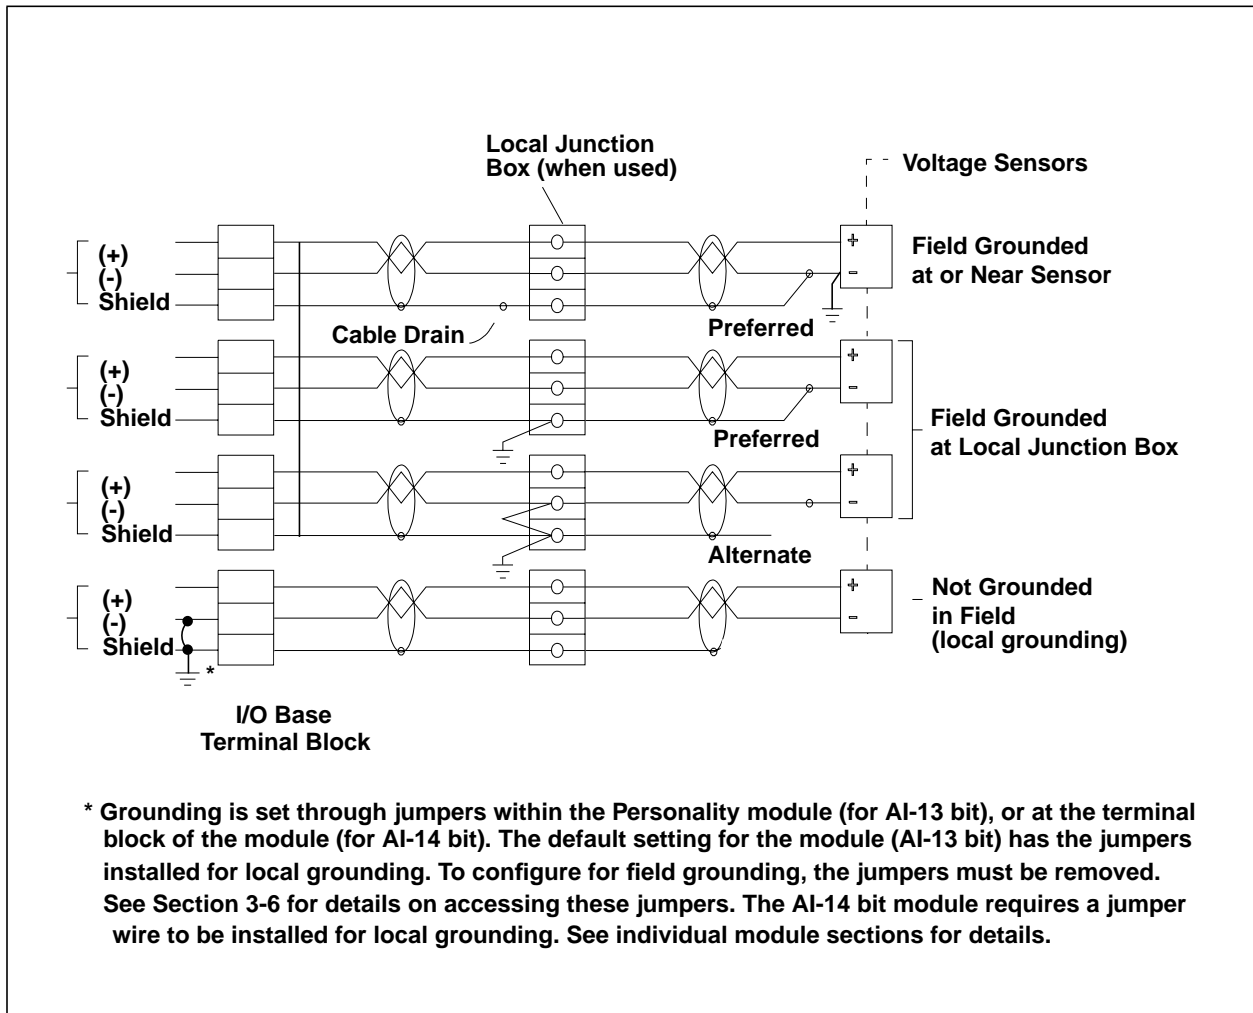 Local Junction
Box (when used)
Voltage Sensors
(+)
(-)
Shield
+
-
Field Grounded
at or Near Sensor
Cable Drain
Preferred
(+)
(-)
Shield
+
-
Preferred
Field Grounded
at Local Junction Box
(+)
(-)
Shield
+
-
Alternate
(+)
(-)
Shield
*
+
-
Not Grounded
in Field
(local grounding)
I/O Base
Terminal Block
* Grounding is set through jumpers within the Personality module (for AI-13 bit), or at the terminal
block of the module (for AI-14 bit). The default setting for the module (AI-13 bit) has the jumpers
installed for local grounding. To configure for field grounding, the jumpers must be removed.
See Section 3-6 for details on accessing these jumpers. The AI-14 bit module requires a jumper
wire to be installed for local grounding. See individual module sections for details.